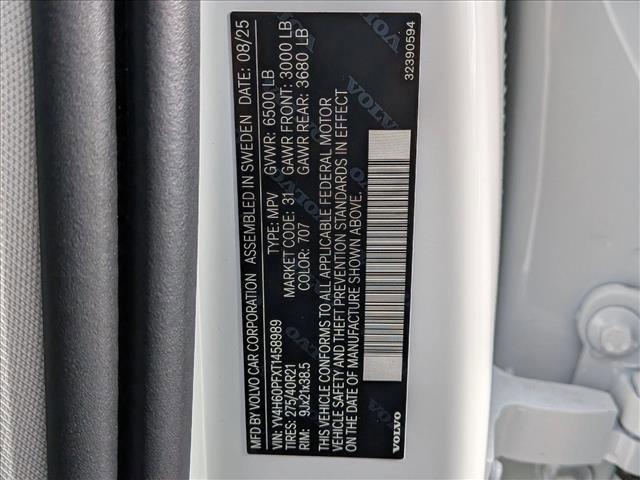 MFD BY VOLVO CAR CORPORATION ASSEMBLED IN SWEDEN DATE: 08/25
VIN: YV4H60PFXT1458989 GVWR: 6500 LB
TIRES: 275/40R21 TYPE: MPV GAWR FRONT: 3000 LB
RIM: 9Jx21x38.5 MARKET CODE: 31 GAWR REAR: 3680 LB
COLOR: 707
THIS VEHICLE CONFORMS TO ALL APPLICABLE FEDERAL MOTOR
VEHICLE SAFETY AND THEFT PREVENTION STANDARDS IN EFFECT
ON THE DATE OF MANUFACTURE SHOWN ABOVE.
VOLVO
32390594